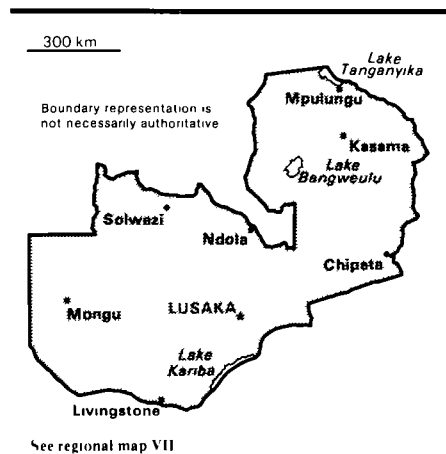 300 km
Boundary representation is
not necessarily authoritative
Lake
Tanganyika
Mpulungu
Kasama
Lake
Bangweulu
Solwezi
Ndola
Chipata
Mongu
LUSAKA
Lake
Kariba
Livingstone
See regional map VII